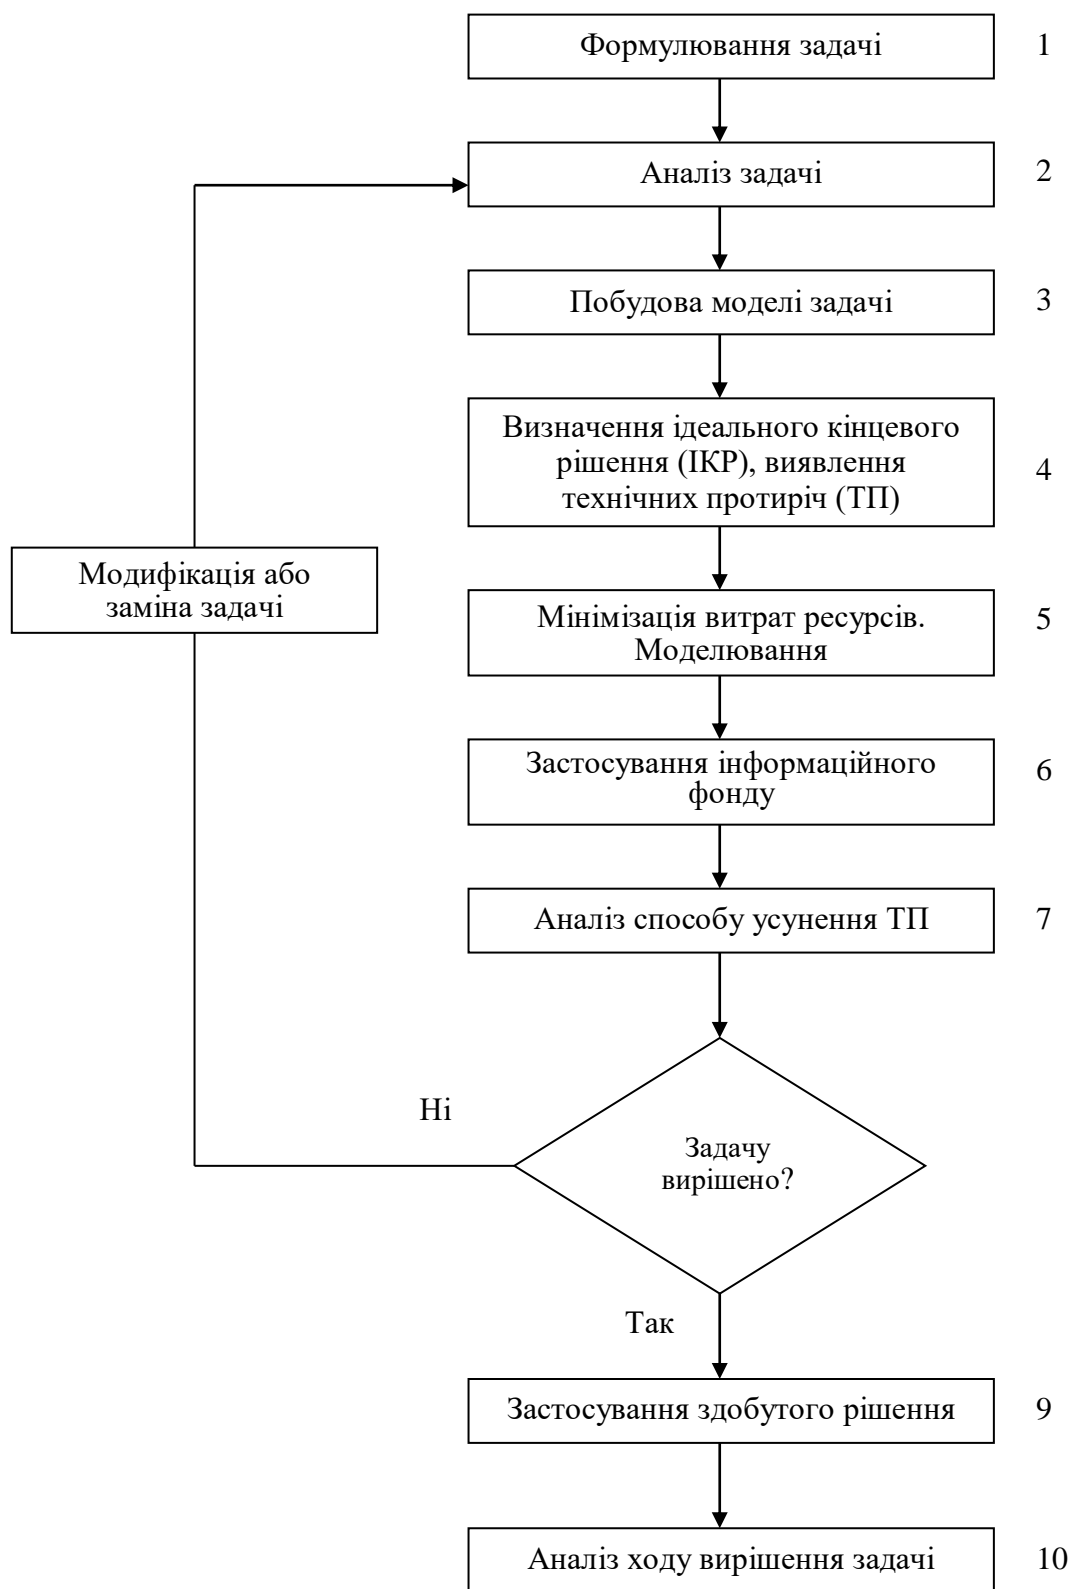 Формулювання задачі
1
Аналіз задачі
2
Побудова моделі задачі
3
Визначення ідеального кінцевого
рішення (ІКР), виявлення
технічних протиріч (ТП)
4
Модифікація або
заміна задачі
Мінімізація витрат ресурсів.
Моделювання
5
Застосування інформаційного
фонду
6
Аналіз способу усунення ТП
7
Ні
Задачу
вирішено?
Так
Застосування здобутого рішення
9
Аналіз ходу вирішення задачі
10